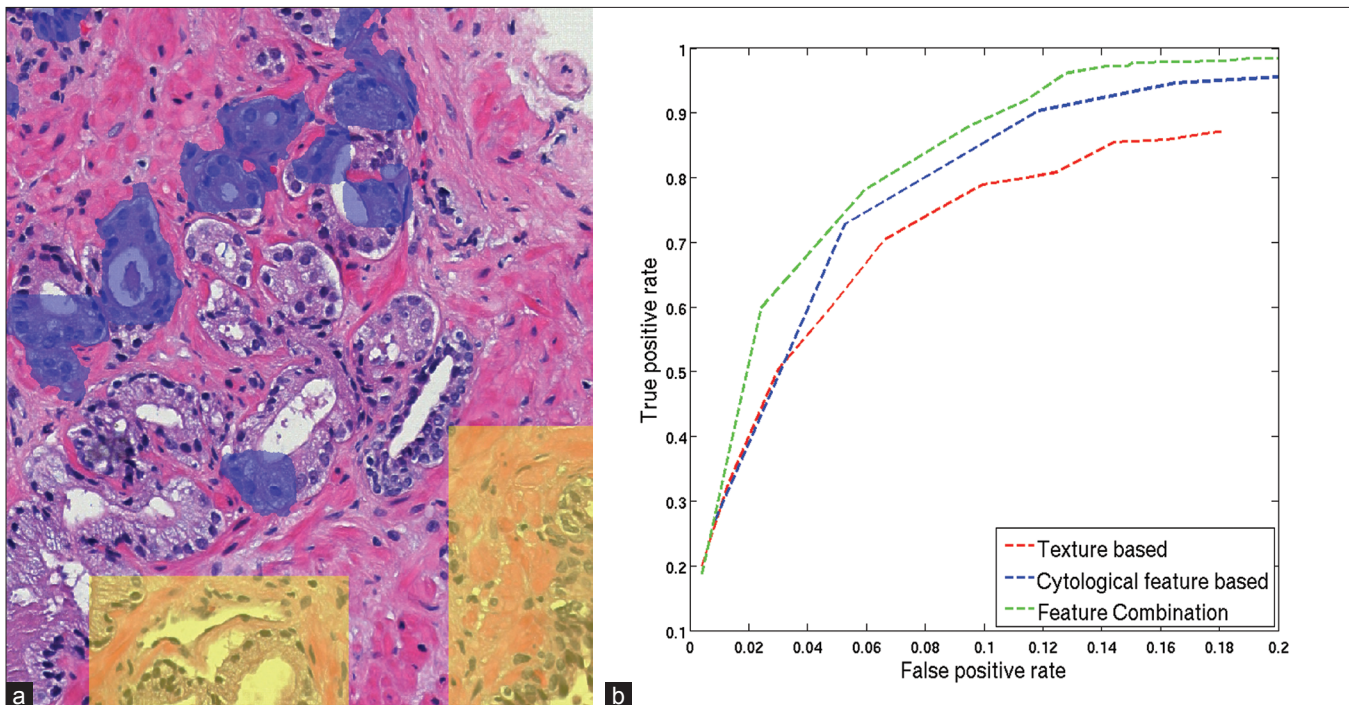 a
b
True positive rate
1
0.9
0.8
0.7
0.6
0.5
0.4
0.3
0.2
0.1
0 0.02 0.04 0.06 0.08 0.1 0.12 0.14 0.16 0.18 0.2
False positive rate
Texture based
Cytological feature based
Feature Combination